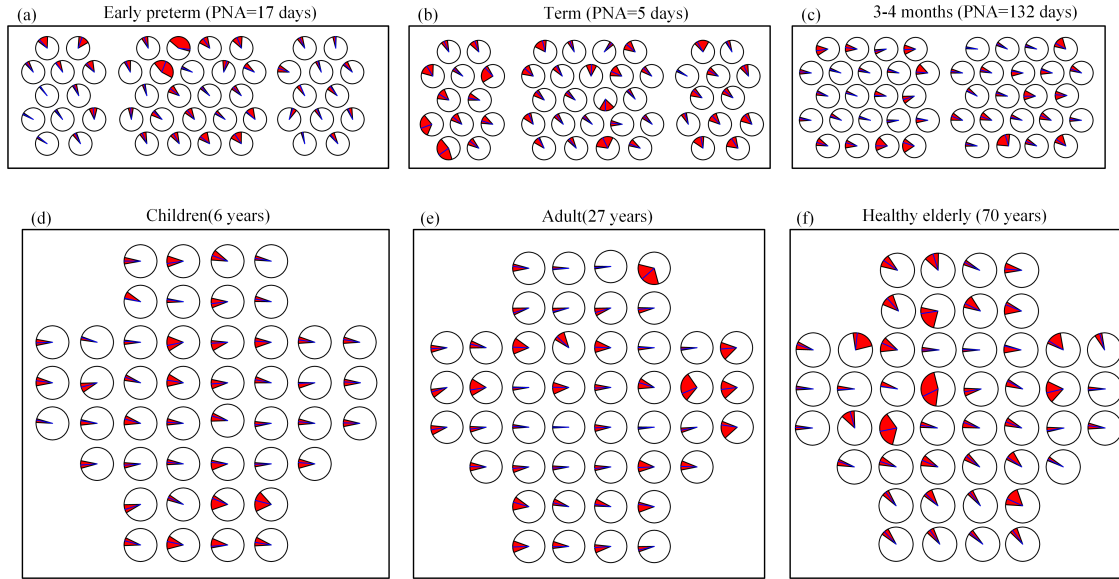 (a) Early preterm (PNA=17 days)
(b) Term (PNA=5 days)
(c) 3-4 months (PNA=132 days)
(d) Children(6 years)
(e) Adult(27 years)
(f) Healthy elderly (70 years)